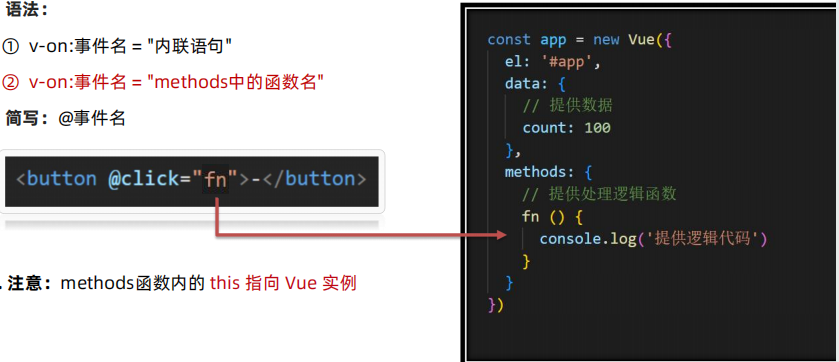 语法：
① v-on:事件名 = "内联语句"
② v-on:事件名 = "methods中的函数名"
简写：@事件名
<button @click="fn">-</button>
. 注意：methods函数内的 this 指向 Vue 实例
const app = new Vue({
  el: '#app',
  data: {
    // 提供数据
    count: 100
  },
  methods: {
    // 提供处理逻辑函数
    fn () {
      console.log('提供逻辑代码')
    }
  }
})